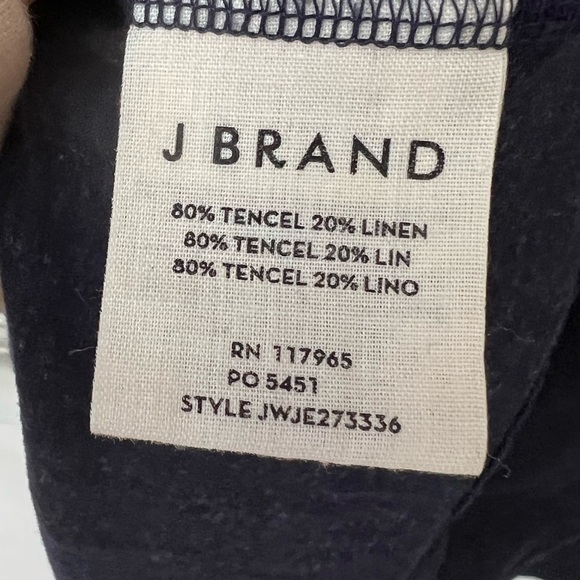 J BRAND
80% TENCEL 20% LINEN
80% TENCEL 20% LIN
80% TENCEL 20% LINO
RN 117965
PO 5451
STYLE JWJE273336